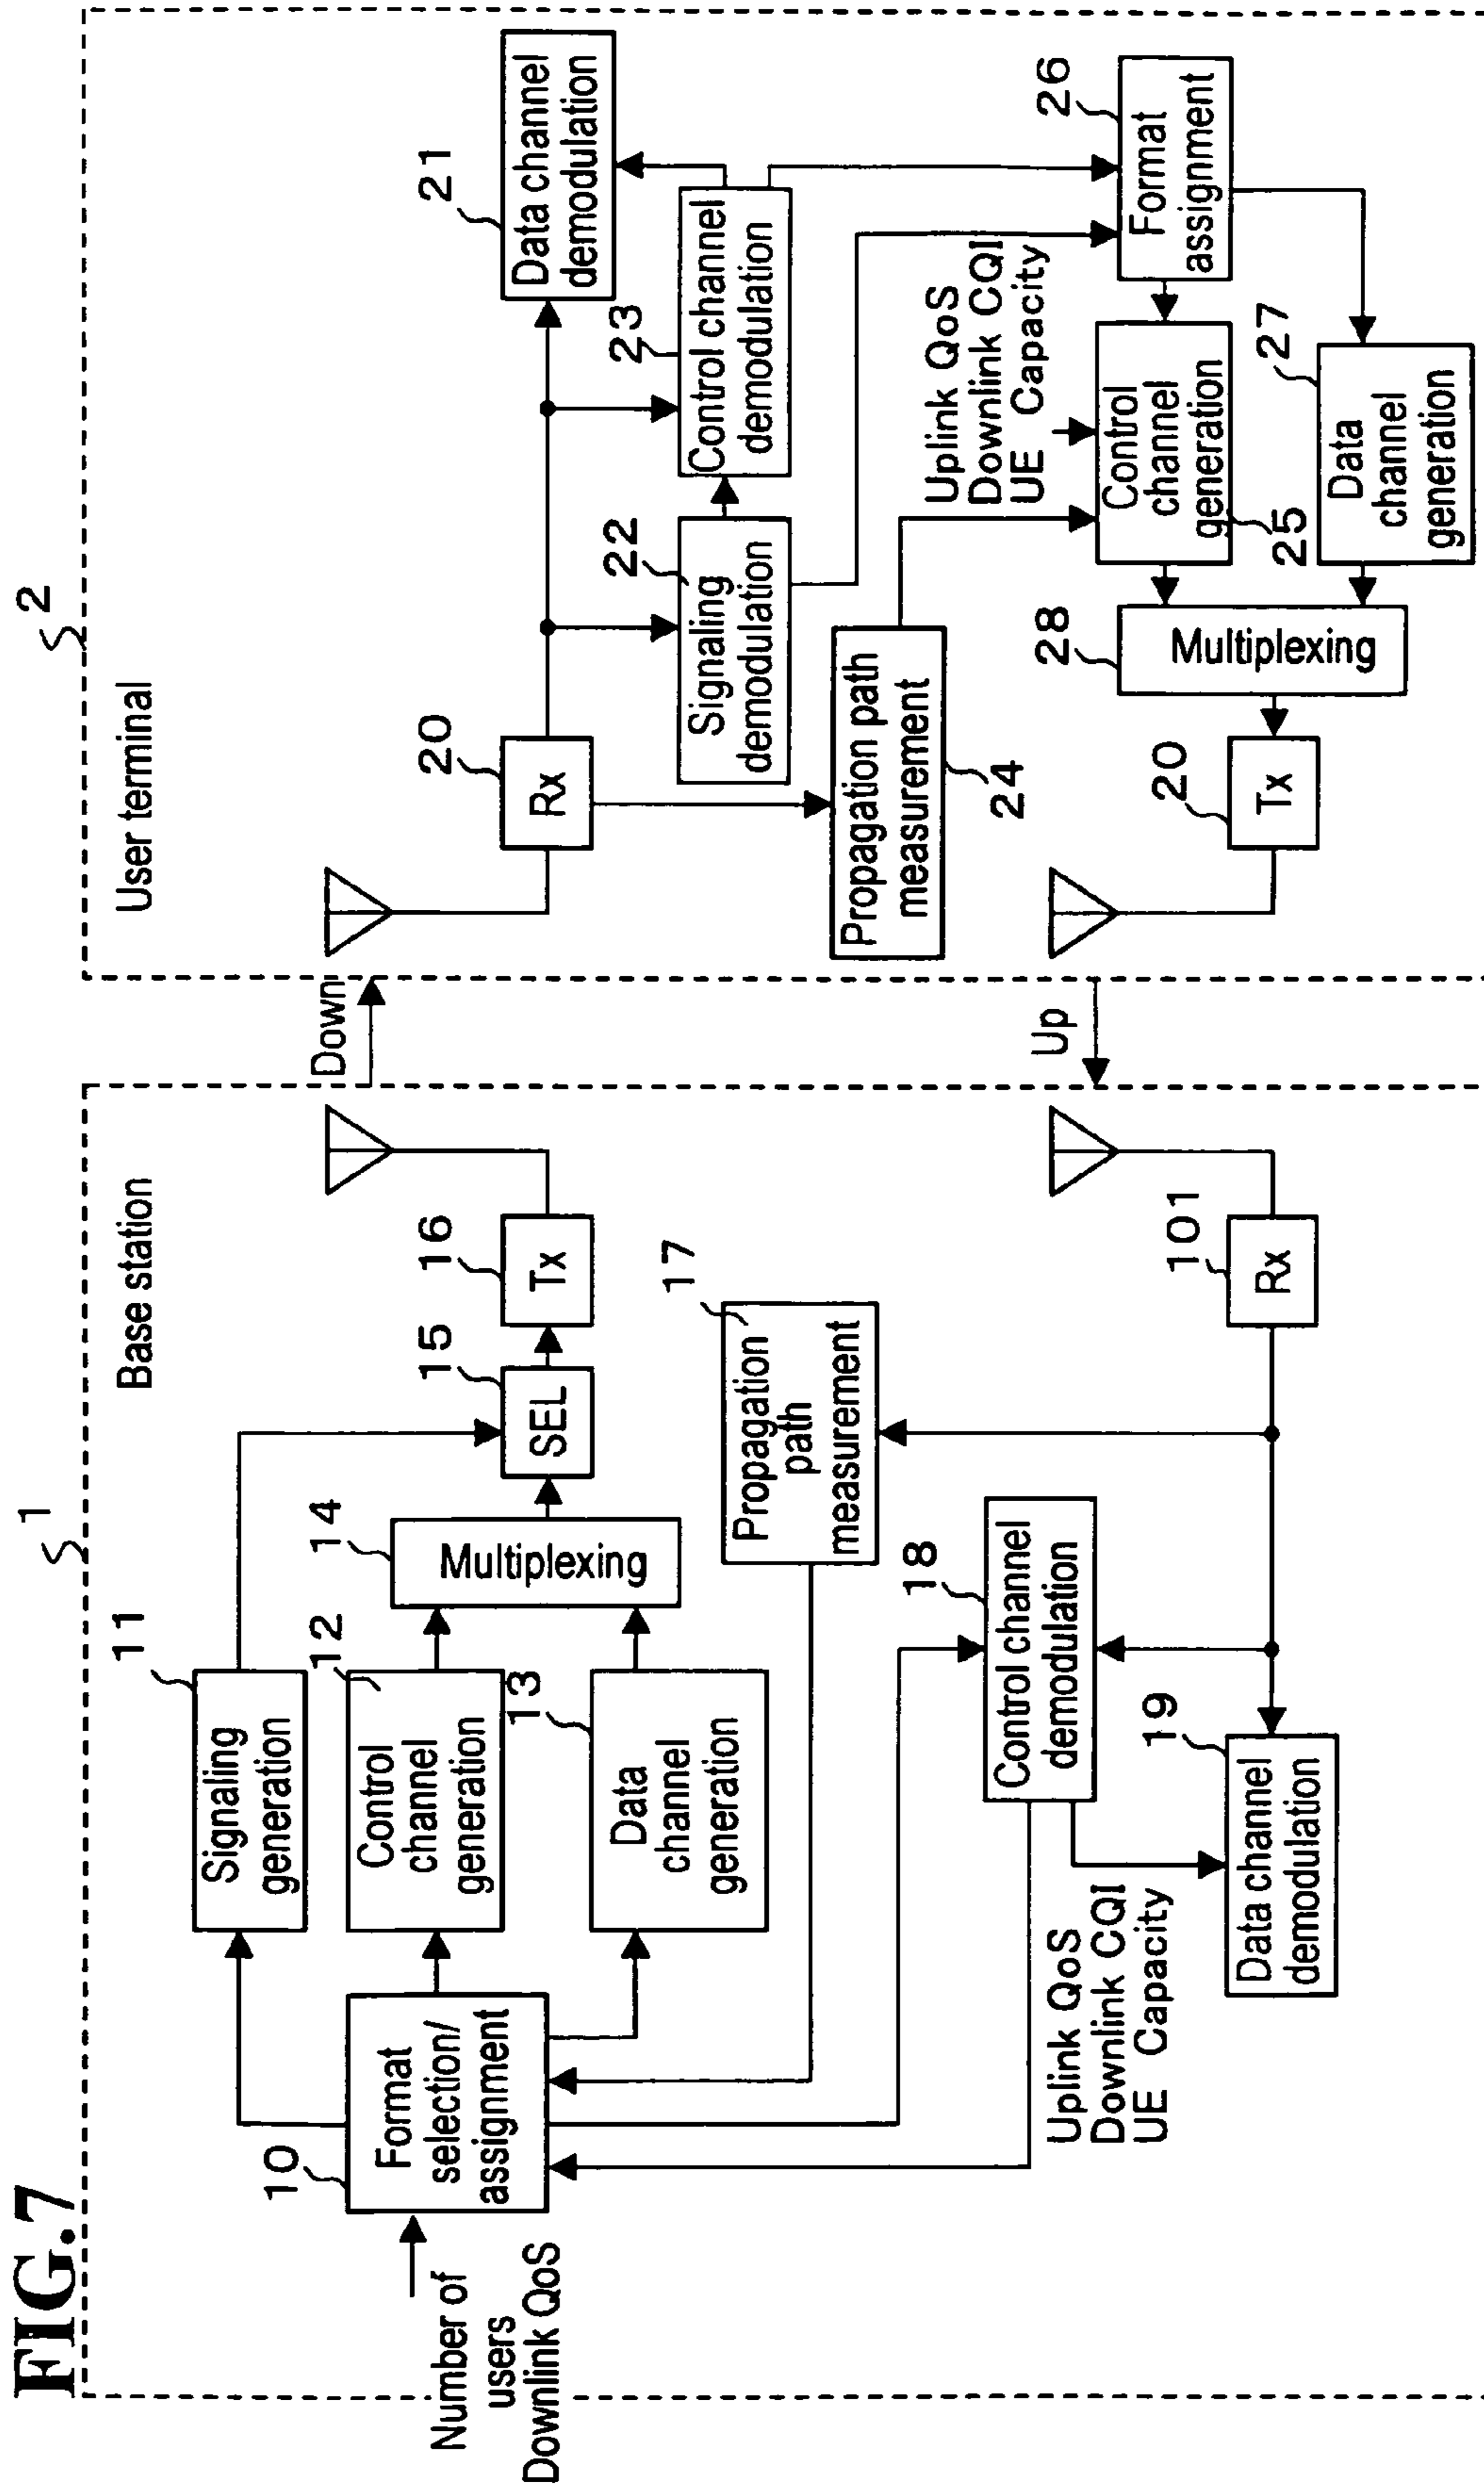 FIG.7
1
Base station
Number of
users
Downlink QoS
10
Format
selection/
assignment
11
Signaling
generation
12
Control
channel
generation
13
Data
channel
generation
14
Multiplexing
15
SEL
16
Tx
17
Propagation
path
measurement
18
Control channel
demodulation
Uplink QoS
Downlink CQI
UE Capacity
19
Data channel
demodulation
101
Rx
Down
Up
2
User terminal
20
Rx
21
Data channel
demodulation
22
Signaling
demodulation
23
Control channel
demodulation
Propagation path
measurement
24
Uplink QoS
Downlink CQI
UE Capacity
26
Format
assignment
Control
channel
generation
25
27
Data
channel
generation
28
Multiplexing
20
Tx